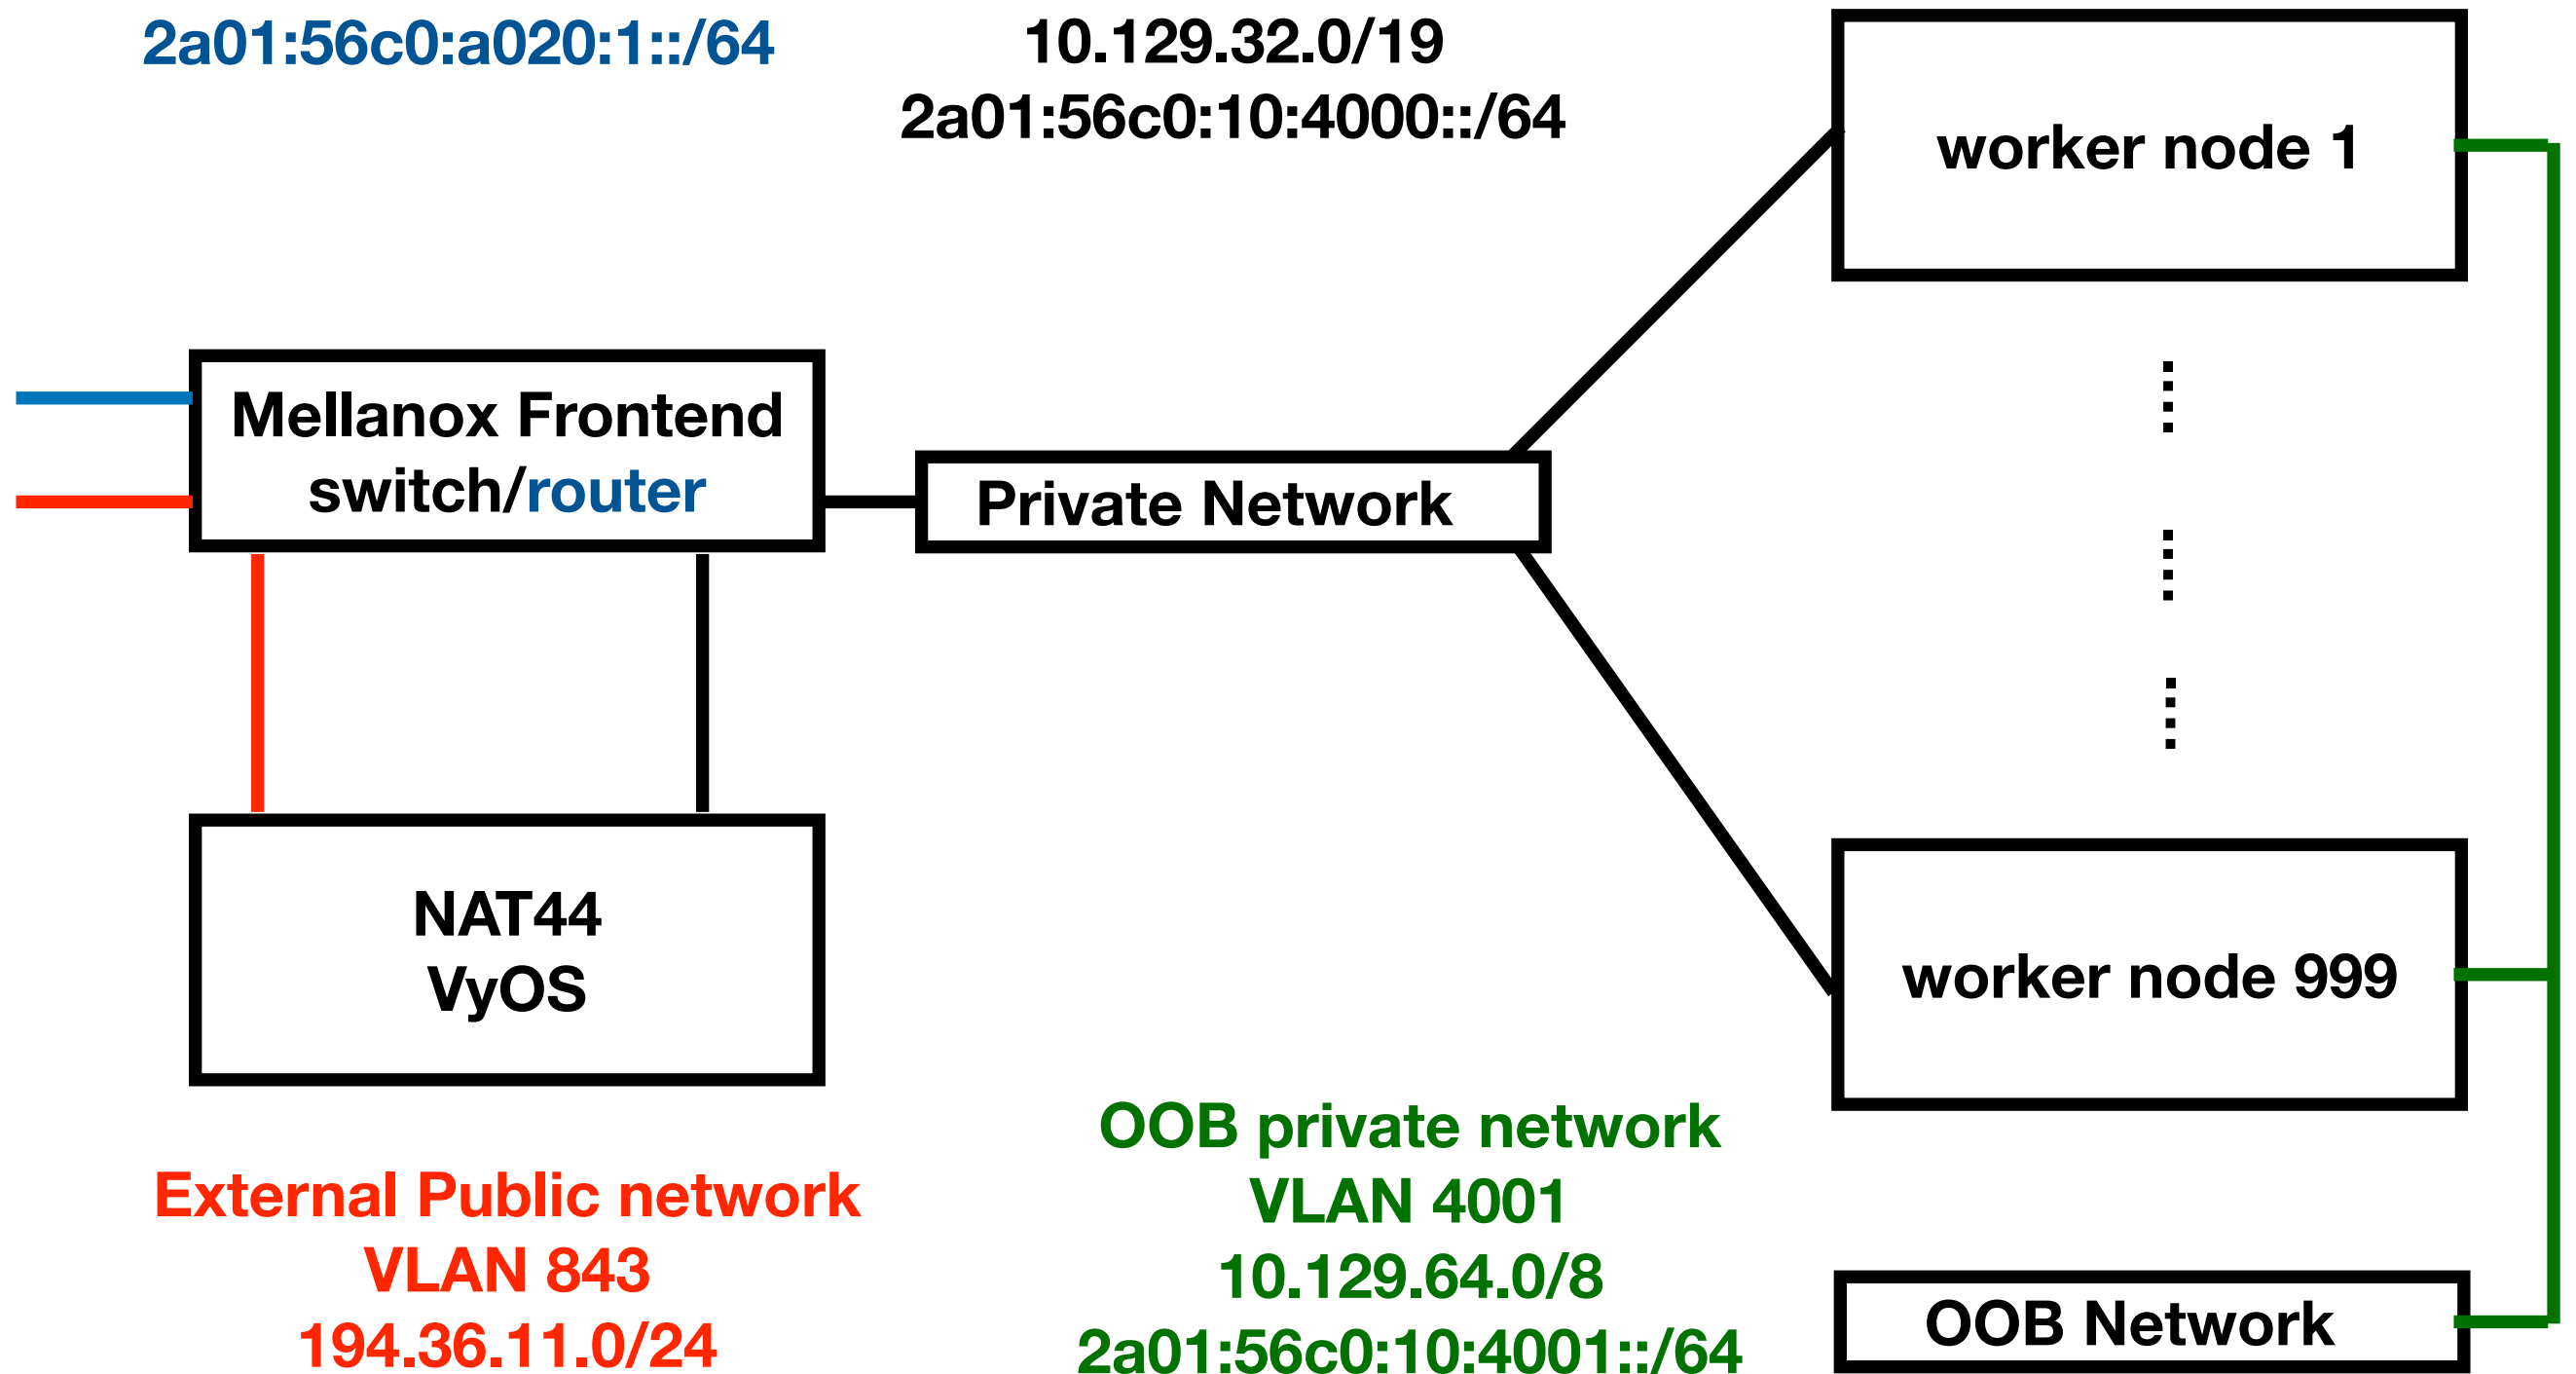 2a01:56c0:a020:1::/64
10.129.32.0/19
2a01:56c0:10:4000::/64
worker node 1
Mellanox Frontend
switch/router
Private Network
NAT44
VyOS
worker node 999
External Public network
VLAN 843
194.36.11.0/24
OOB private network
VLAN 4001
10.129.64.0/8
2a01:56c0:10:4001::/64
OOB Network